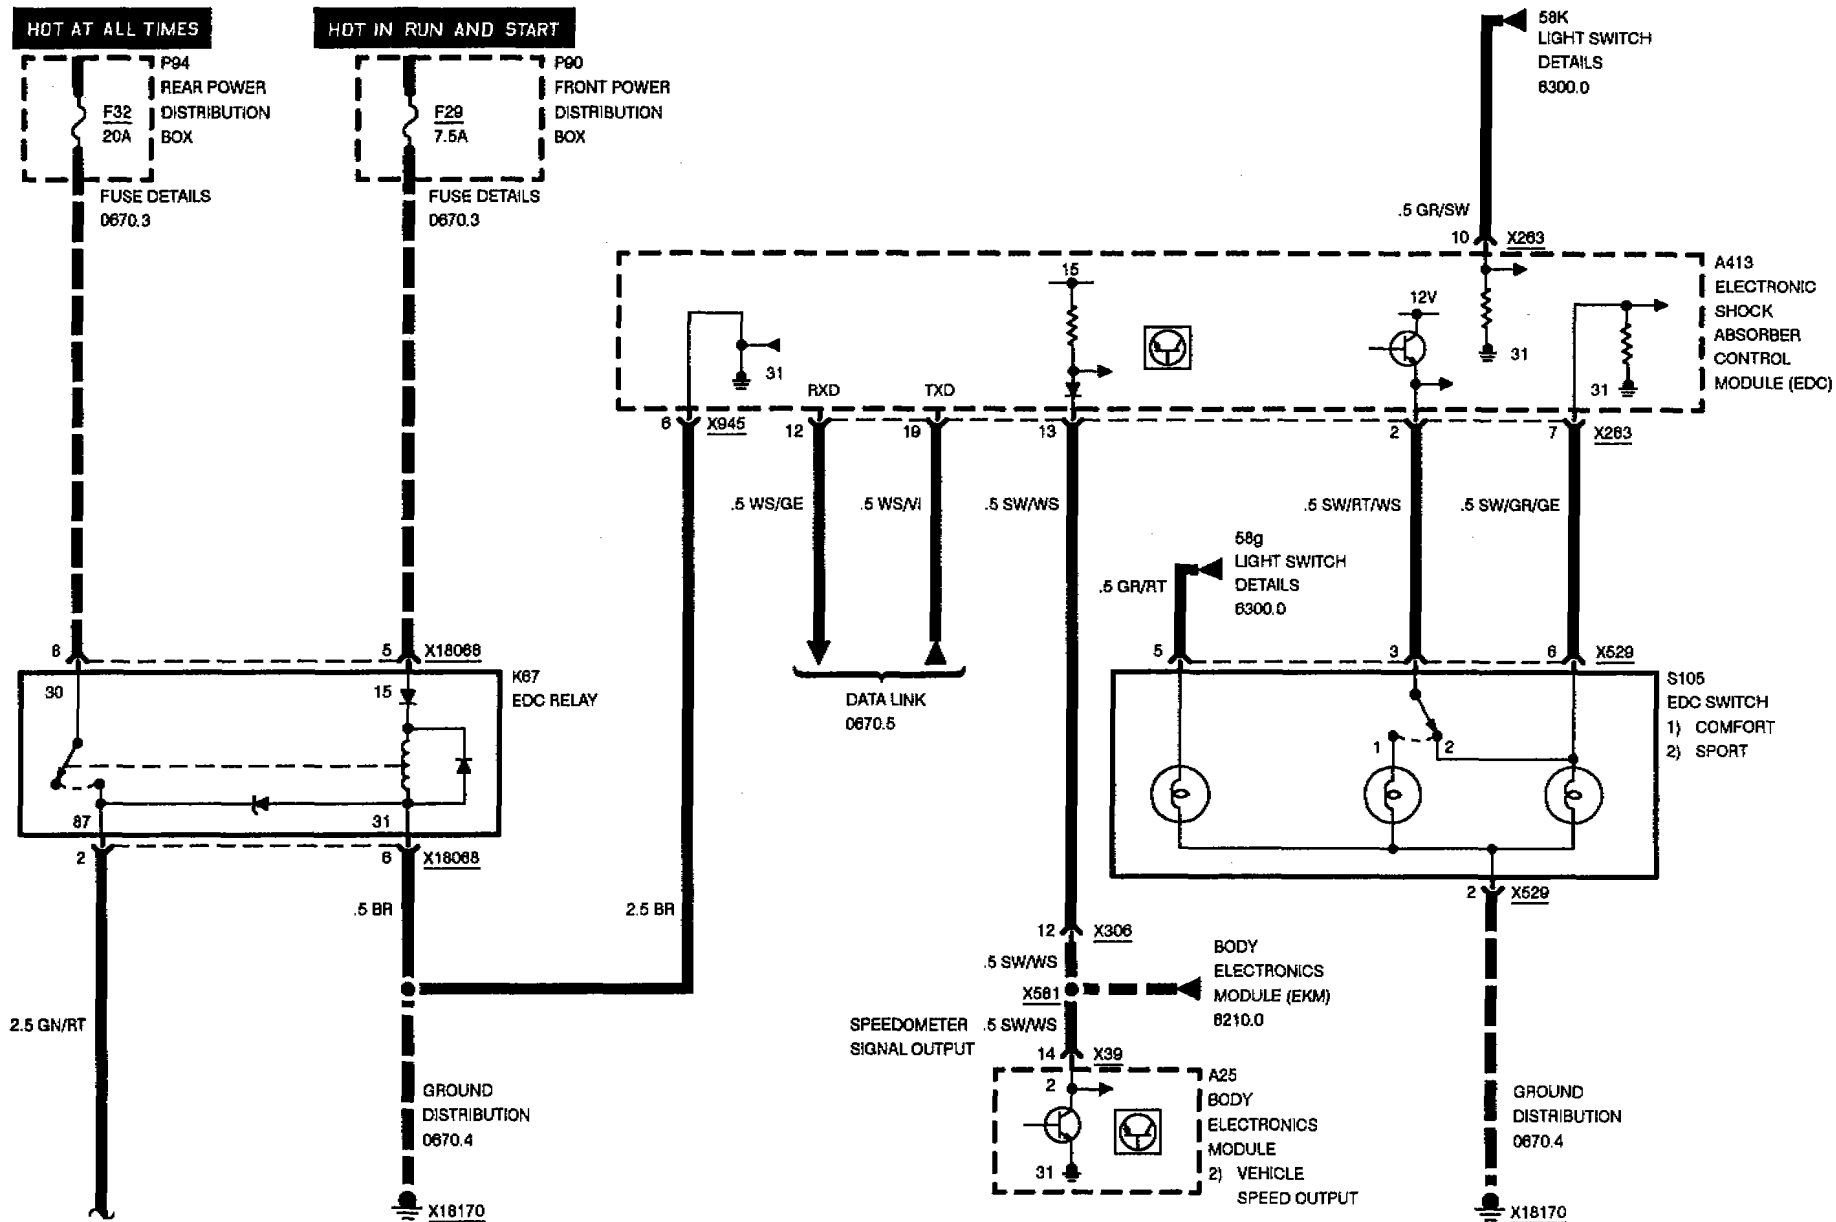 HOT AT ALL TIMES
HOT IN RUN AND START
P94
REAR POWER
DISTRIBUTION
BOX
F32
20A
FUSE DETAILS
0670.3
P90
FRONT POWER
DISTRIBUTION
BOX
F29
7.5A
FUSE DETAILS
0670.3
58K
LIGHT SWITCH
DETAILS
6300.0
.5 GR/SW
10
X263
A413
ELECTRONIC
SHOCK
ABSORBER
CONTROL
MODULE (EDC)
15
12V
31
31
31
RXD
TXD
6
X945
12
19
13
2
7
X263
.5 WS/GE
.5 WS/VI
.5 SW/WS
.5 SW/RT/WS
.5 SW/GR/GE
58g
LIGHT SWITCH
DETAILS
6300.0
.5 GR/RT
8
5
X18068
K67
EDC RELAY
30
15
87
31
2
6
X18068
DATA LINK
0670.5
5
3
6
X529
S105
EDC SWITCH
1) COMFORT
2) SPORT
1
2
2
X529
.5 BR
2.5 BR
2.5 GN/RT
12
X306
.5 SW/WS
X581
BODY
ELECTRONICS
MODULE (EKM)
6210.0
SPEEDOMETER
SIGNAL OUTPUT
.5 SW/WS
14
X39
2
31
A25
BODY
ELECTRONICS
MODULE
2) VEHICLE
SPEED OUTPUT
GROUND
DISTRIBUTION
0670.4
X18170
GROUND
DISTRIBUTION
0670.4
X18170